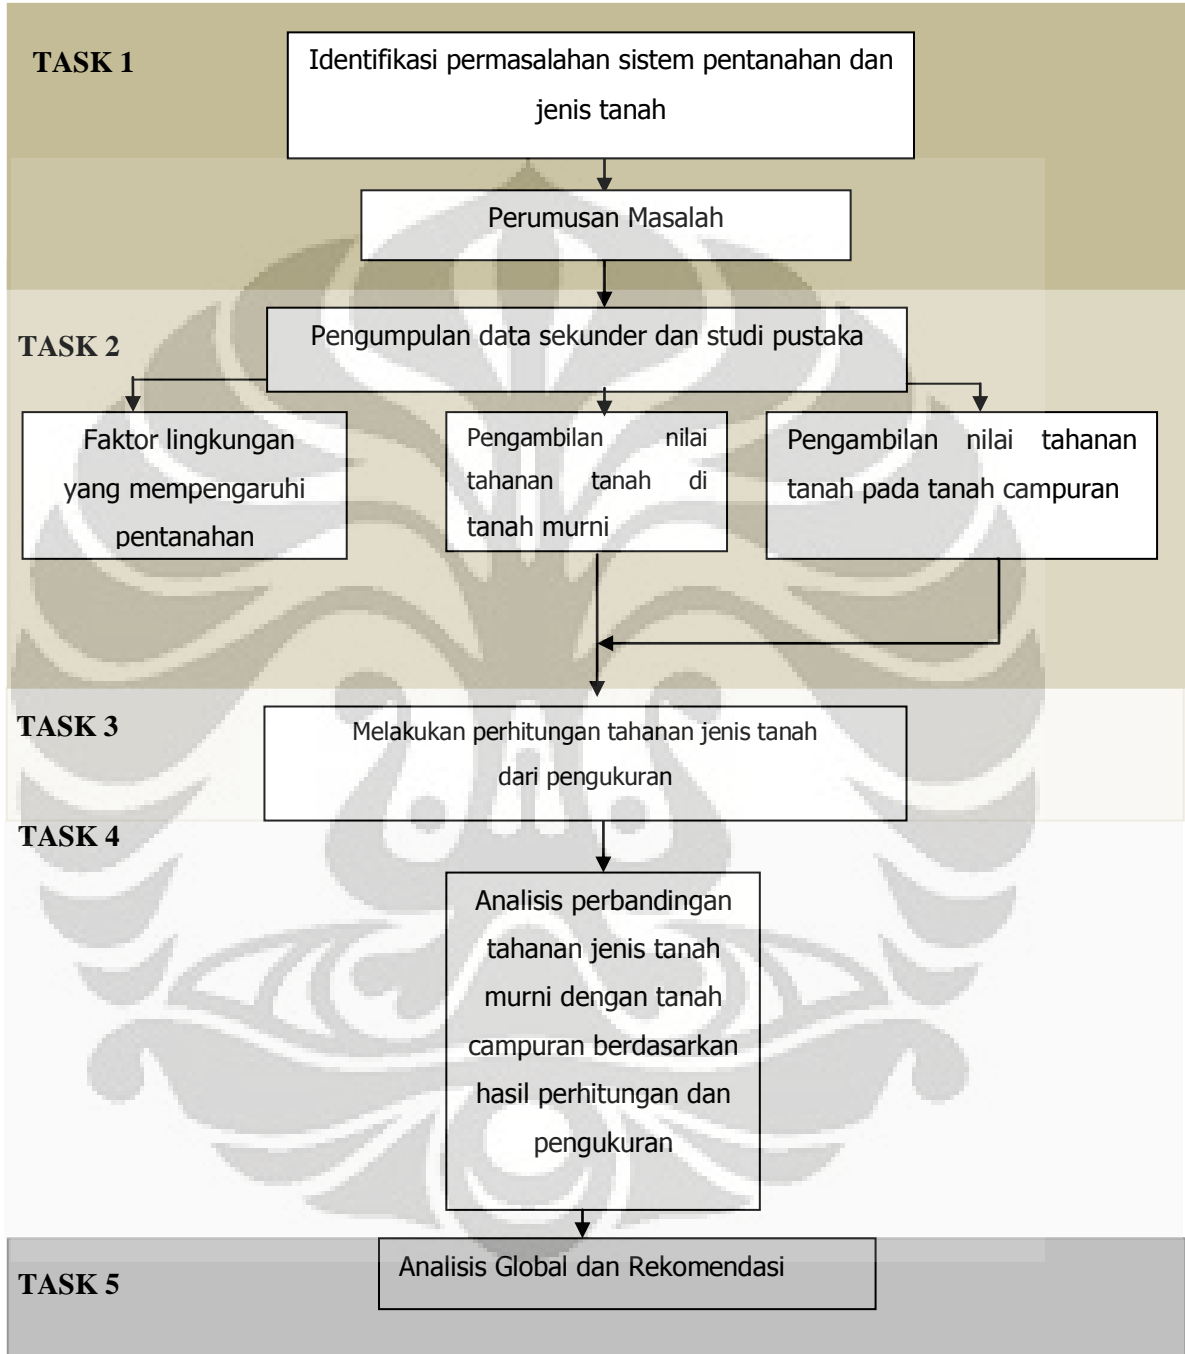 TASK 1
Identifikasi permasalahan sistem pentanahan dan
jenis tanah
Perumusan Masalah
TASK 2
Pengumpulan data sekunder dan studi pustaka
Faktor lingkungan
yang mempengaruhi
pentanahan
Pengambilan nilai
tahanan tanah di
tanah murni
Pengambilan nilai tahanan
tanah pada tanah campuran
TASK 3
Melakukan perhitungan tahanan jenis tanah
dari pengukuran
TASK 4
Analisis perbandingan
tahanan jenis tanah
murni dengan tanah
campuran berdasarkan
hasil perhitungan dan
pengukuran
TASK 5
Analisis Global dan Rekomendasi